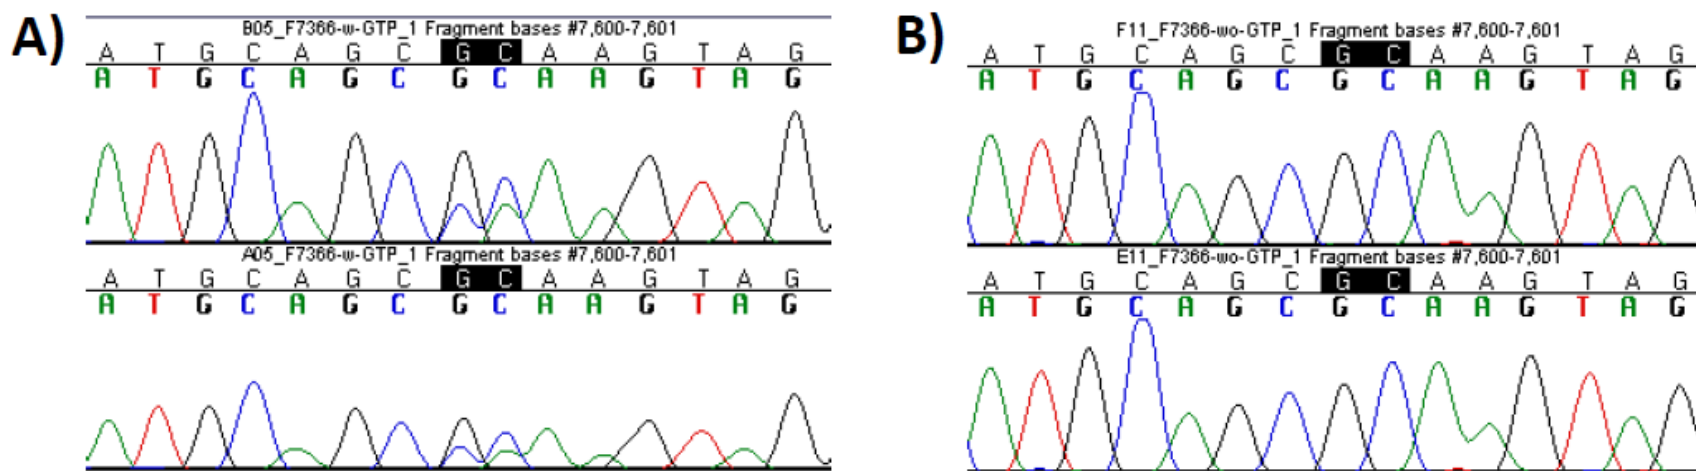 A)
B05_F7366-w-GTP_1 Fragment bases #7,600-7,601
A T G C A G C G C A A G T A G
A T G C A G C G C A A G T A G
A05_F7366-w-GTP_1 Fragment bases #7,600-7,601
A T G C A G C G C A A G T A G
A T G C A G C G C A A G T A G
B)
F11_F7366-wo-GTP_1 Fragment bases #7,600-7,601
A T G C A G C G C A A G T A G
A T G C A G C G C A A G T A G
E11_F7366-wo-GTP_1 Fragment bases #7,600-7,601
A T G C A G C G C A A G T A G
A T G C A G C G C A A G T A G